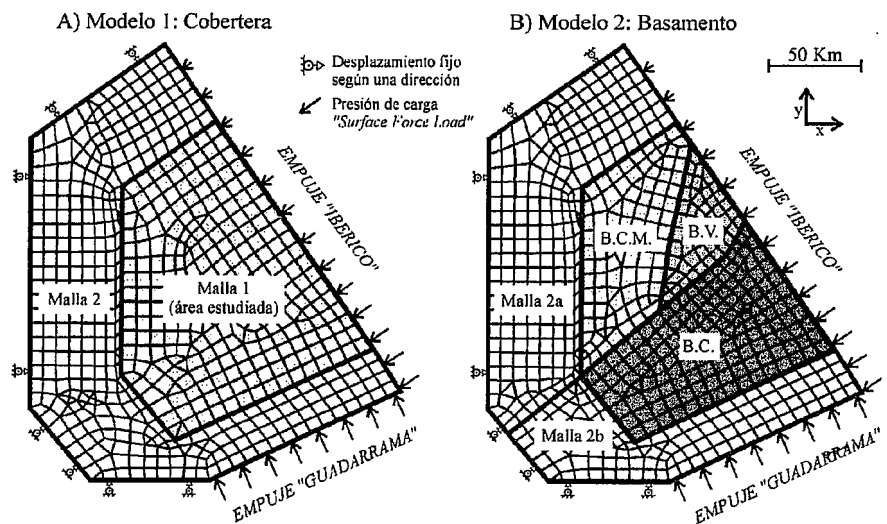 A) Modelo 1: Cobertera
B) Modelo 2: Basamento
Desplazamiento fijo
según una dirección
Presión de carga
"Surface Force Load"
50 Km
y
x
EMPUJE "IBERICO"
EMPUJE "IBERICO"
Malla 2
Malla 1
(área estudiada)
Malla 2a
B.C.M.
B.V.
B.C.
Malla 2b
EMPUJE "GUADARRAMA"
EMPUJE "GUADARRAMA"